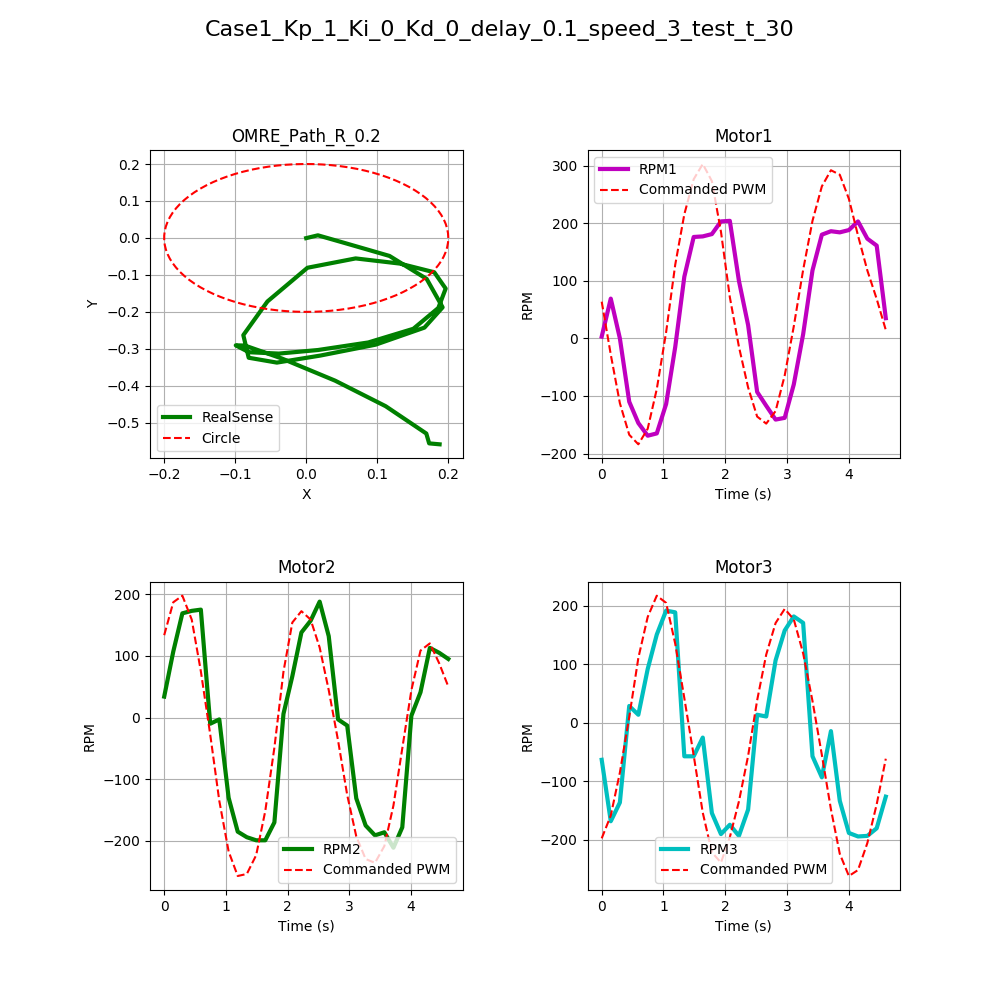 Case1_Kp_1_Ki_0_Kd_0_delay_0.1_speed_3_test_t_30
OMRE_Path_R_0.2
0.2
0.1
0.0
−0.1
−0.2
−0.3
−0.4
−0.5
Y
RealSense
Circle
−0.2
−0.1
0.0
0.1
0.2
X
Motor1
300
200
100
0
−100
−200
RPM
RPM1
Commanded PWM
0
1
2
3
4
Time (s)
Motor2
200
100
0
−100
−200
RPM
RPM2
Commanded PWM
0
1
2
3
4
Time (s)
Motor3
200
100
0
−100
−200
RPM
RPM3
Commanded PWM
0
1
2
3
4
Time (s)